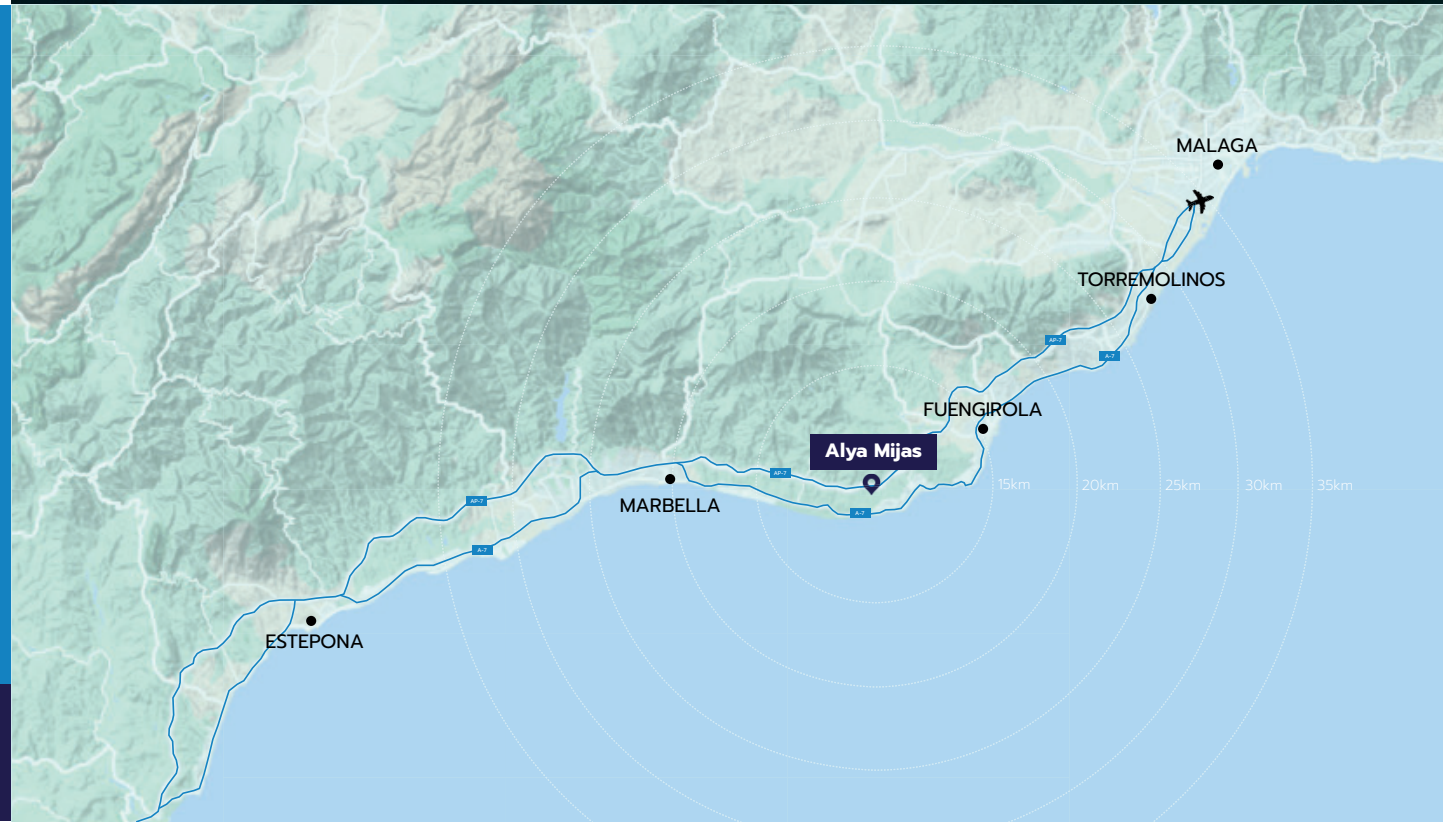 MALAGA
TORREMOLINOS
AP-7
A-7
FUENGIROLA
Alya Mijas
AP-7
15km
20km
25km
30km
35km
AP-7
MARBELLA
A-7
A-7
ESTEPONA